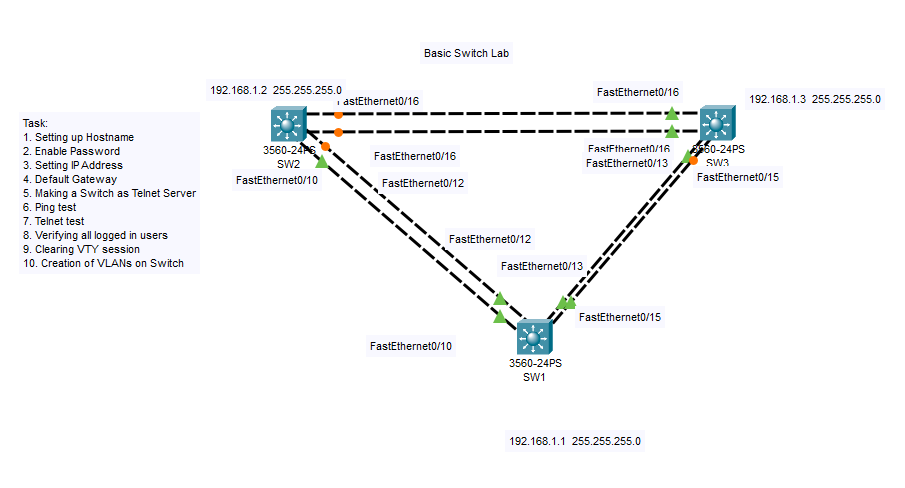 Basic Switch Lab
192.168.1.2 255.255.255.0
FastEthernet0/16
FastEthernet0/16
192.168.1.3 255.255.255.0
Task:
1. Setting up Hostname
2. Enable Password
3. Setting IP Address
4. Default Gateway
5. Making a Switch as Telnet Server
6. Ping test
7. Telnet test
8. Verifying all logged in users
9. Clearing VTY session
10. Creation of VLANs on Switch
3560-24PS
SW2
FastEthernet0/16
FastEthernet0/16
3560-24PS
SW3
FastEthernet0/13
FastEthernet0/10
FastEthernet0/12
FastEthernet0/15
FastEthernet0/12
FastEthernet0/13
FastEthernet0/15
FastEthernet0/10
3560-24PS
SW1
192.168.1.1 255.255.255.0